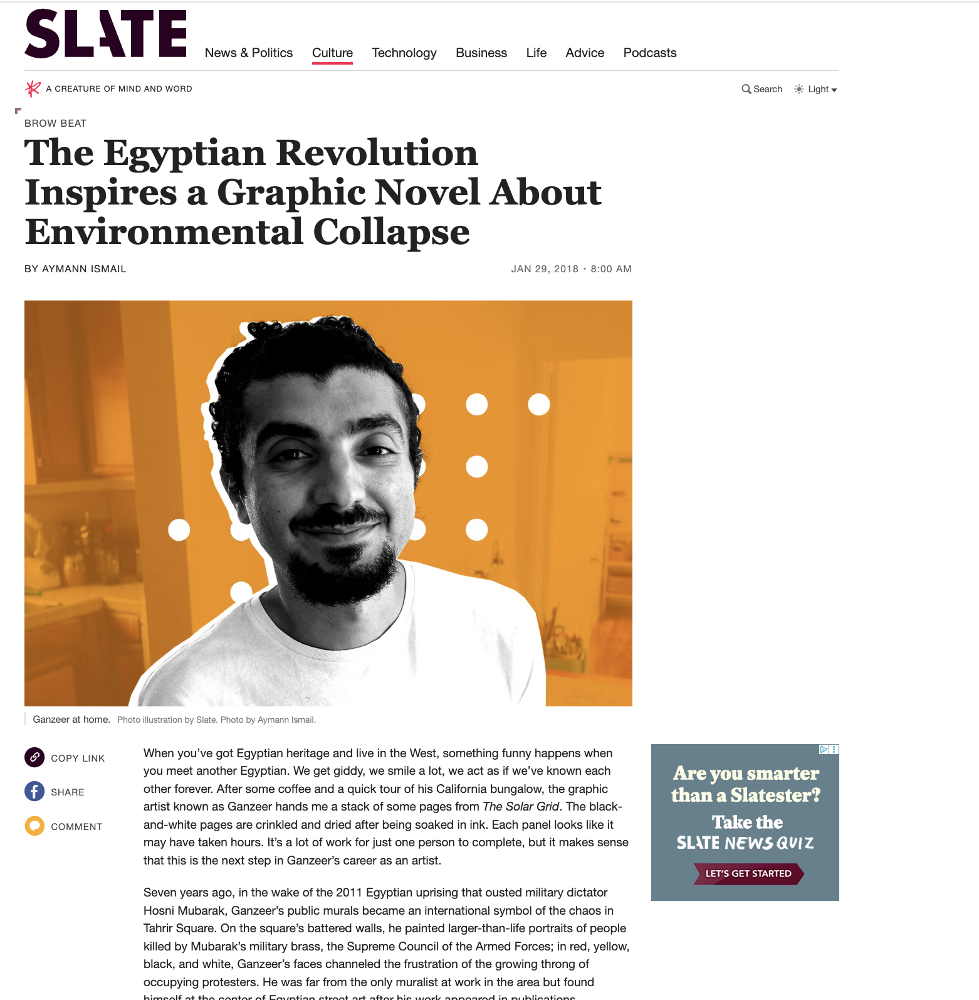 SLATE
News & Politics Culture Technology Business Life Advice Podcasts
A CREATURE OF MIND AND WORD
Search Light
BROW BEAT
The Egyptian Revolution
Inspires a Graphic Novel About
Environmental Collapse
BY AYMANN ISMAIL
JAN 29, 2018 • 8:00 AM
Ganzeer at home. Photo illustration by Slate. Photo by Aymann Ismail.
COPY LINK
SHARE
COMMENT
When you’ve got Egyptian heritage and live in the West, something funny happens when
you meet another Egyptian. We get giddy, we smile a lot, we act as if we’ve known each
other forever. After some coffee and a quick tour of his California bungalow, the graphic
artist known as Ganzeer hands me a stack of some pages from The Solar Grid. The black-
and-white pages are crinkled and dried after being soaked in ink. Each panel looks like it
may have taken hours. It’s a lot of work for just one person to complete, but it makes sense
that this is the next step in Ganzeer’s career as an artist.
Seven years ago, in the wake of the 2011 Egyptian uprising that ousted military dictator
Hosni Mubarak, Ganzeer’s public murals became an international symbol of the chaos in
Tahrir Square. On the square’s battered walls, he painted larger-than-life portraits of people
killed by Mubarak’s military brass, the Supreme Council of the Armed Forces; in red, yellow,
black, and white, Ganzeer’s faces channeled the frustration of the growing throng of
occupying protesters. He was far from the only muralist at work in the area but found
himself at the center of Egyptian street art after his work appeared in publications
Are you smarter
than a Slatester?
Take the
SLATE NEWS QUIZ
LET’S GET STARTED